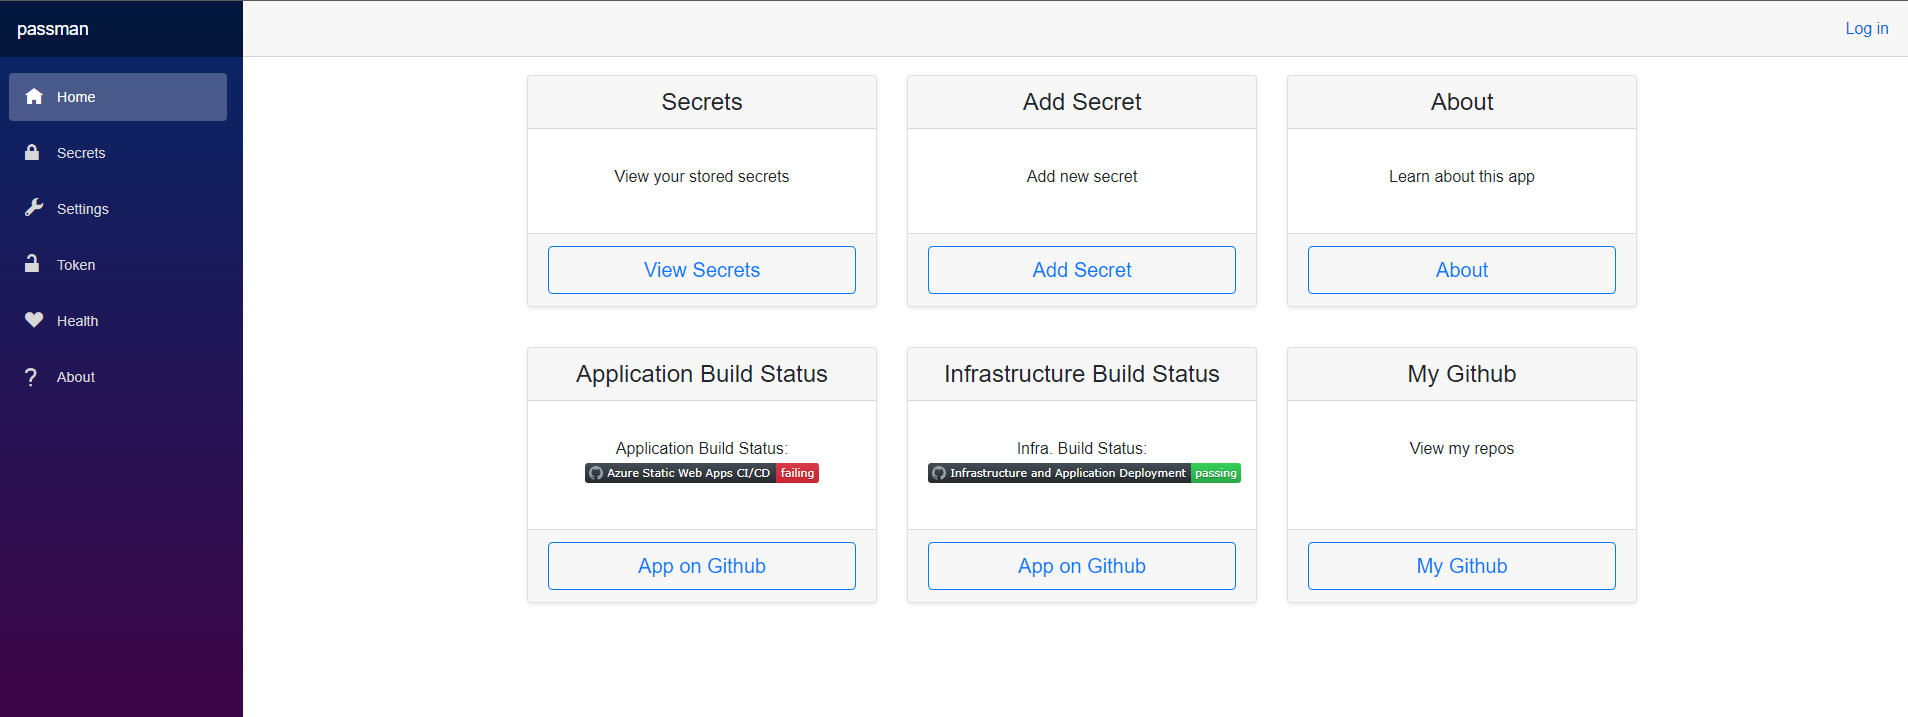 passman
Log in
Home
Secrets
Settings
Token
Health
About
Secrets
View your stored secrets
View Secrets
Add Secret
Add new secret
Add Secret
About
Learn about this app
About
Application Build Status
Application Build Status:
Azure Static Web Apps CI/CD failing
App on Github
Infrastructure Build Status
Infra. Build Status:
Infrastructure and Application Deployment passing
App on Github
My Github
View my repos
My Github